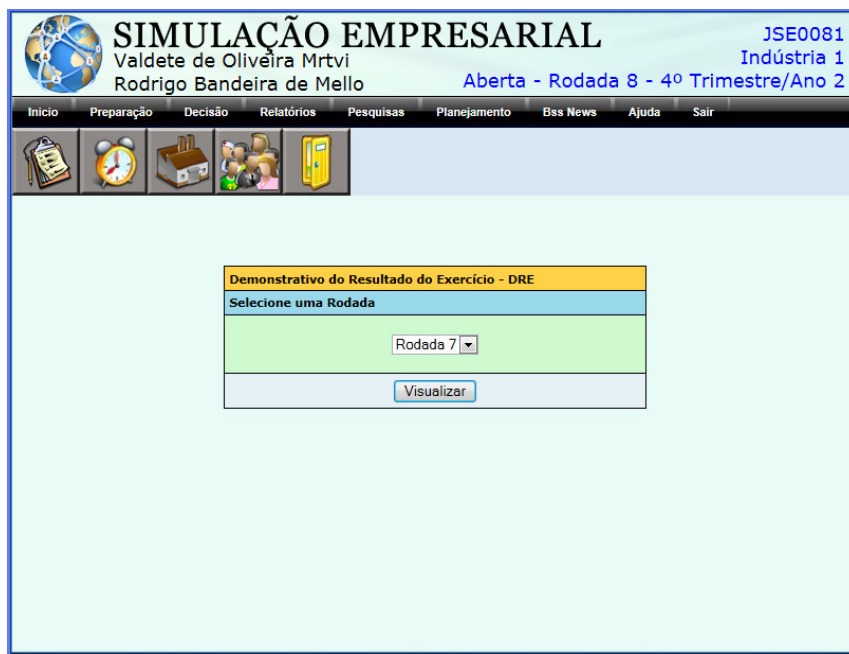 SIMULAÇÃO EMPRESARIAL
JSE0081
Valdete de Oliveira Mrtvi
Indústria 1
Rodrigo Bandeira de Mello
Aberta - Rodada 8 - 4º Trimestre/Ano 2
Inicio Preparação Decisão Relatórios Pesquisas Planejamento Bss News Ajuda Sair
Demonstrativo do Resultado do Exercício - DRE
Selecione uma Rodada
Rodada 7
Visualizar